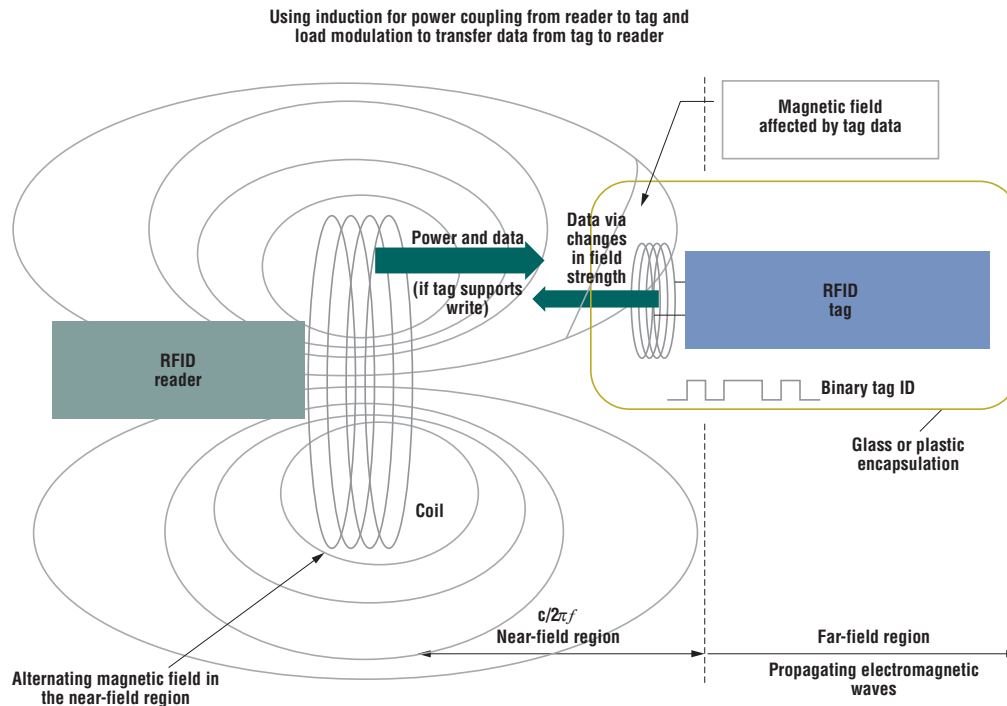 Using induction for power coupling from reader to tag and
load modulation to transfer data from tag to reader
Magnetic field
affected by tag data
Power and data
(if tag supports
write)
Data via
changes
in field
strength
RFID
tag
RFID
reader
Binary tag ID
Glass or plastic
encapsulation
Coil
c/2πf
Near-field region
Far-field region
Propagating electromagnetic
waves
Alternating magnetic field in
the near-field region